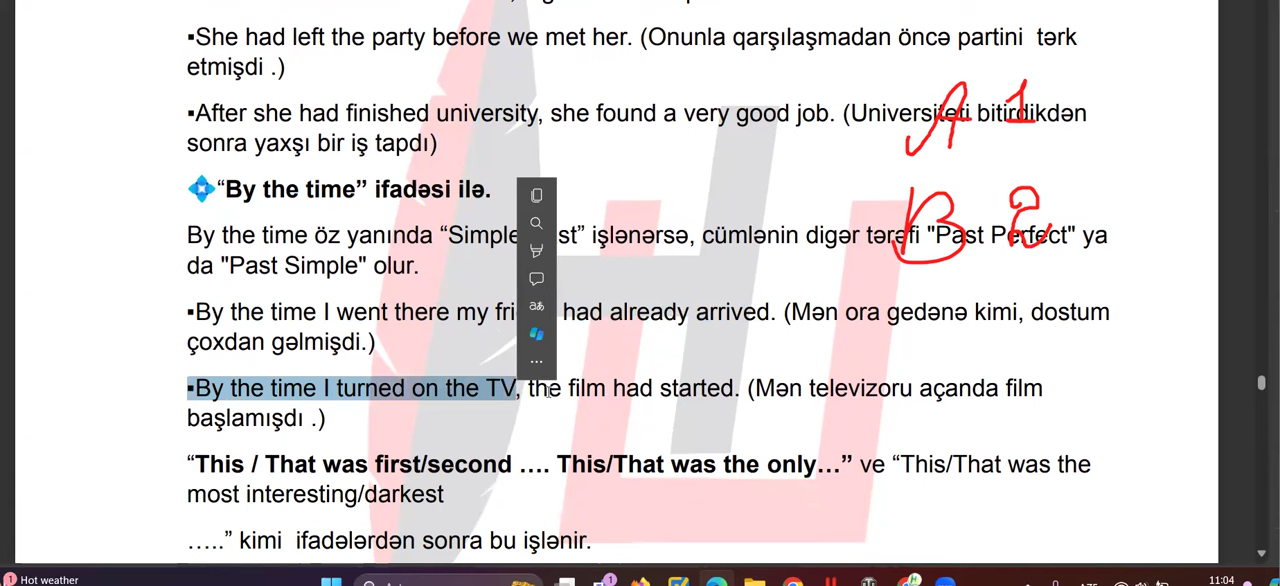 ▪She had left the party before we met her. (Onunla qarşılaşmadan öncə partini tərk
etmişdi .)
▪After she had finished university, she found a very good job. (Universiteti bitirdikdən
sonra yaxşı bir iş tapdı)
A 1
💠“By the time” ifadəsi ilə.
B 2
By the time öz yanında “Simple st” işlənərsə, cümlənin digər tərəfi "Past Perfect" ya
da "Past Simple" olur.
▪By the time I went there my fri had already arrived. (Mən ora gedənə kimi, dostum
çoxdan gəlmişdi.)
▪By the time I turned on the TV, the film had started. (Mən televizoru açanda film
başlamışdı .)
“This / That was first/second …. This/That was the only…” ve “This/That was the
most interesting/darkest
…..” kimi ifadələrdən sonra bu işlənir.
1 Hot weather
11:04